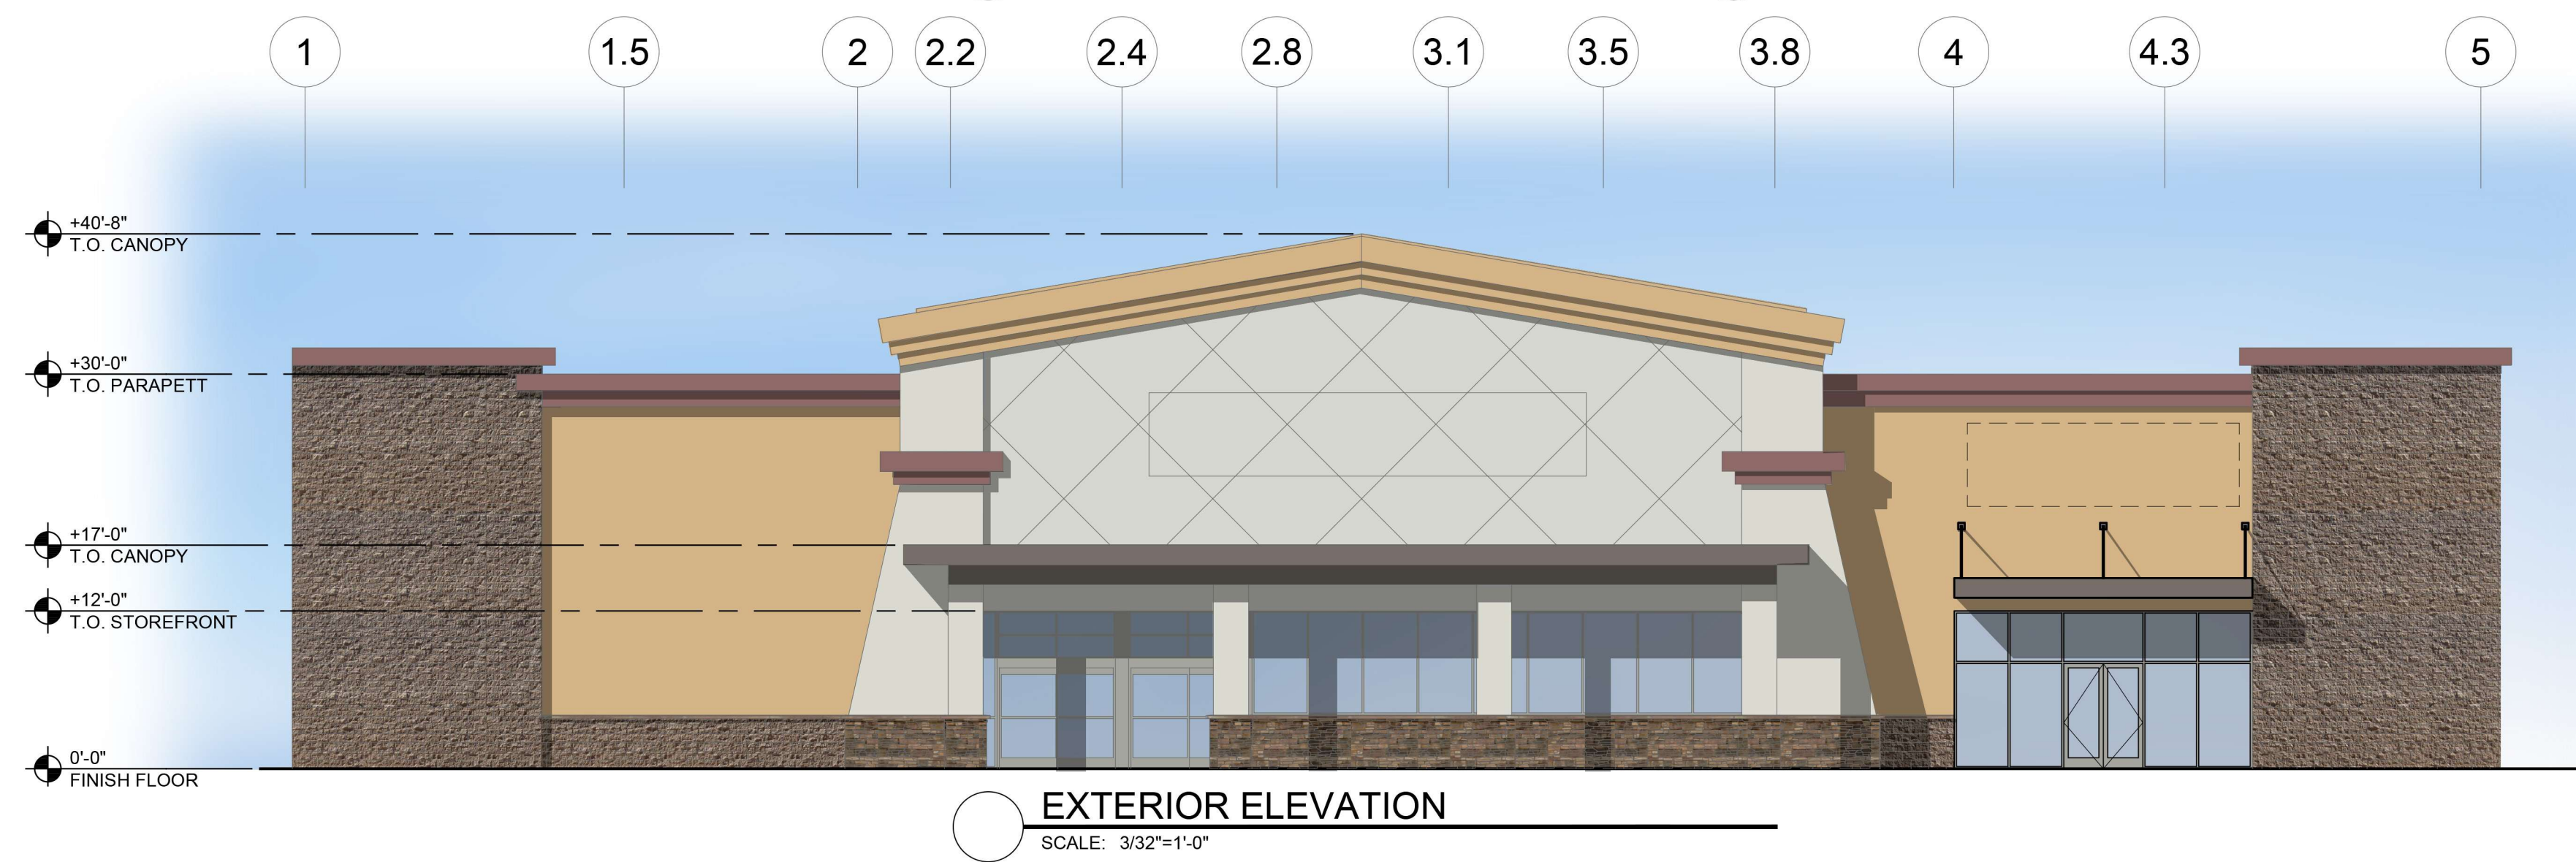 1 1.5 2 2.2 2.4 2.8 3.1 3.5 3.8 4 4.3 5
+40'-8"
T.O. CANOPY
+30'-0"
T.O. PARAPETT
+17'-0"
T.O. CANOPY
+12'-0"
T.O. STOREFRONT
0'-0"
FINISH FLOOR
EXTERIOR ELEVATION
SCALE: 3/32"=1'-0"